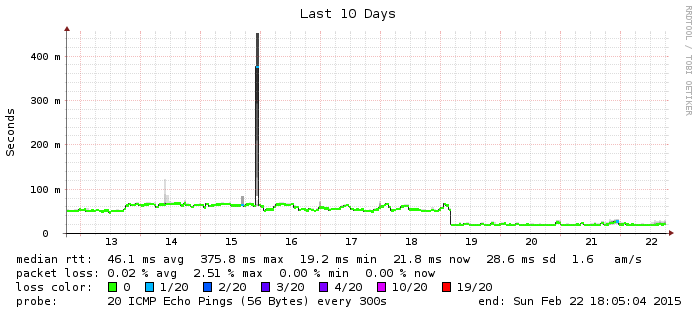 Last 10 Days
RRDTOOL / TOBI OETIKER
Seconds
400 m
300 m
200 m
100 m
0
13 14 15 16 17 18 19 20 21 22
median rtt: 46.1 ms avg 375.8 ms max 19.2 ms min 21.8 ms now 28.6 ms sd 1.6 am/s
packet loss: 0.02 % avg 2.51 % max 0.00 % min 0.00 % now
loss color: 0 1/20 2/20 3/20 4/20 10/20 19/20
probe: 20 ICMP Echo Pings (56 Bytes) every 300s end: Sun Feb 22 18:05:04 2015